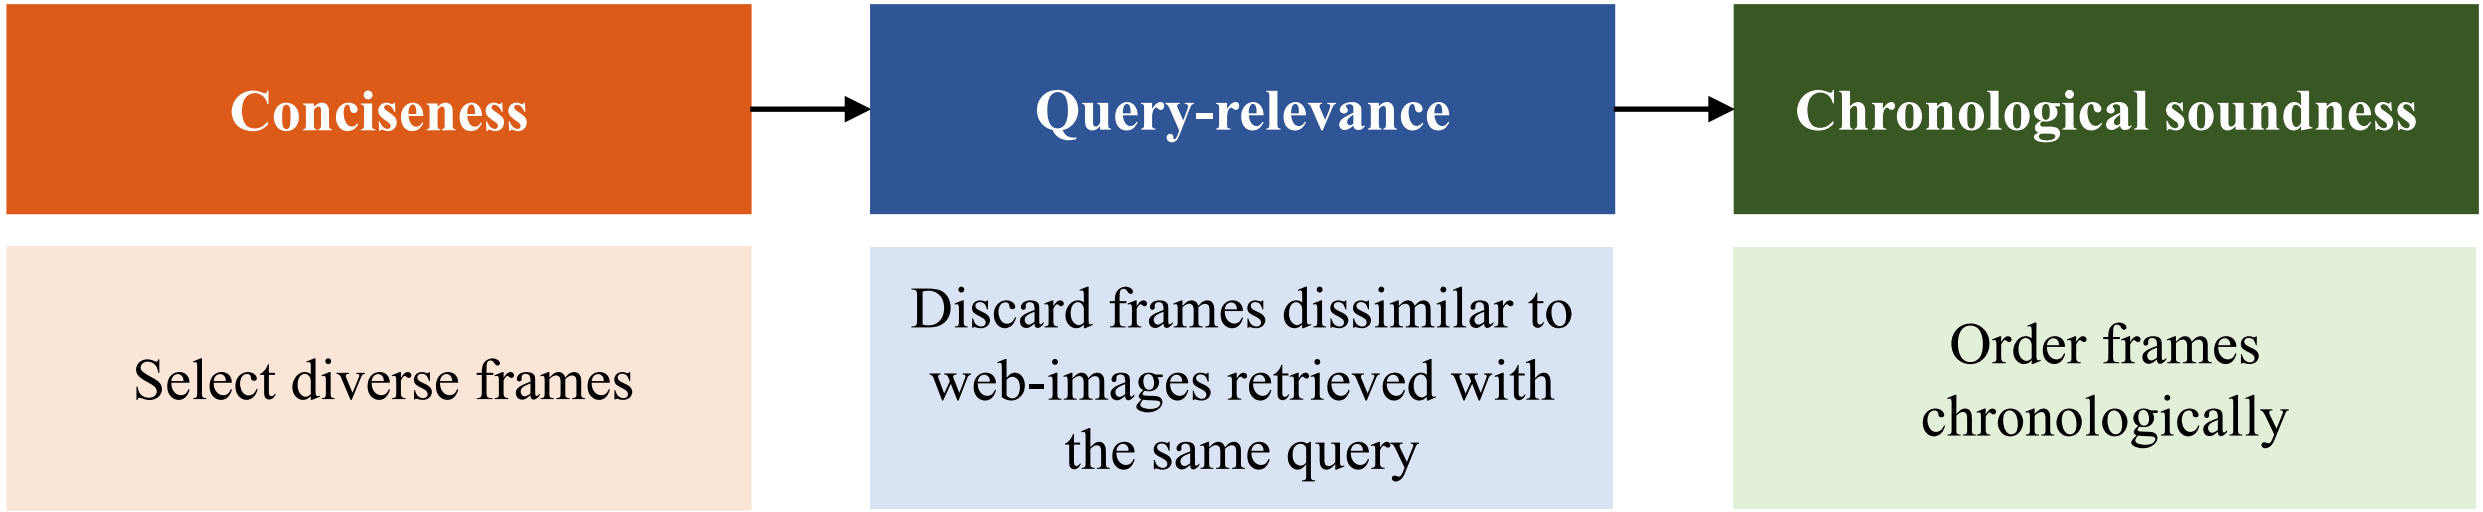 Conciseness
Query-relevance
Chronological soundness
Select diverse frames
Discard frames dissimilar to
web-images retrieved with
the same query
Order frames
chronologically